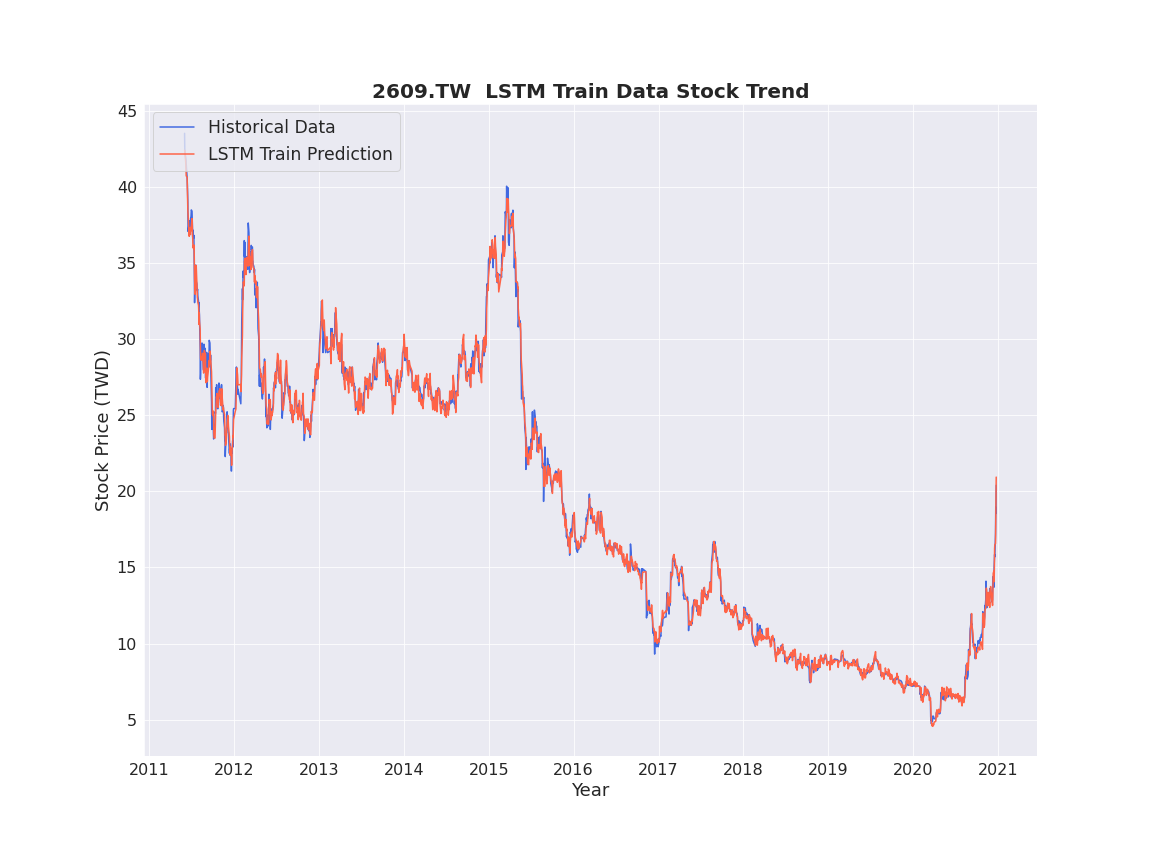 2609.TW  LSTM Train Data Stock Trend
Historical Data
LSTM Train Prediction
Stock Price (TWD)
45
40
35
30
25
20
15
10
5
2011 2012 2013 2014 2015 2016 2017 2018 2019 2020 2021
Year